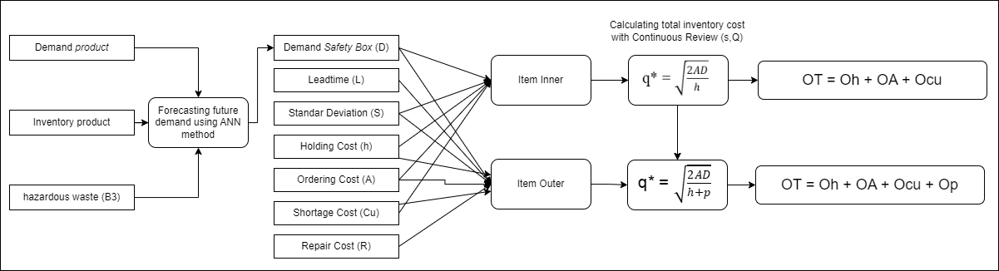 Demand product
Inventory product
hazardous waste (B3)
Forecasting future
demand using ANN
method
Demand Safety Box (D)
Leadtime (L)
Standar Deviation (S)
Holding Cost (h)
Ordering Cost (A)
Shortage Cost (Cu)
Repair Cost (R)
Item Inner
Item Outer
Calculating total inventory cost
with Continuous Review (s,Q)
q* = √(2AD/h)
q* = √(2AD/h+p)
OT = Oh + OA + Ocu
OT = Oh + OA + Ocu + Op